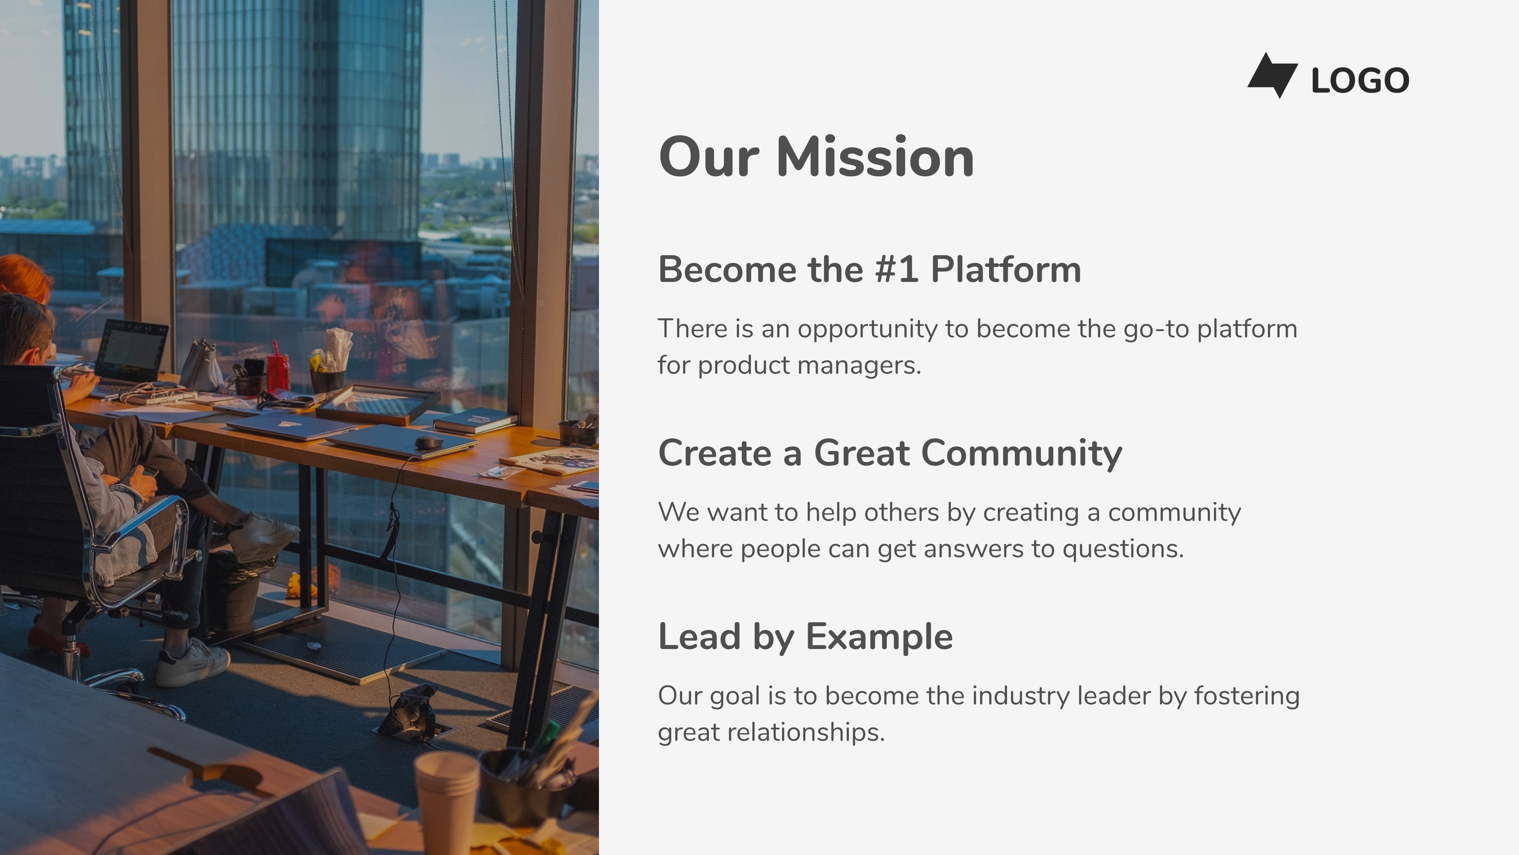 LOGO
Our Mission
Become the #1 Platform
There is an opportunity to become the go-to platform
for product managers.
Create a Great Community
We want to help others by creating a community
where people can get answers to questions.
Lead by Example
Our goal is to become the industry leader by fostering
great relationships.